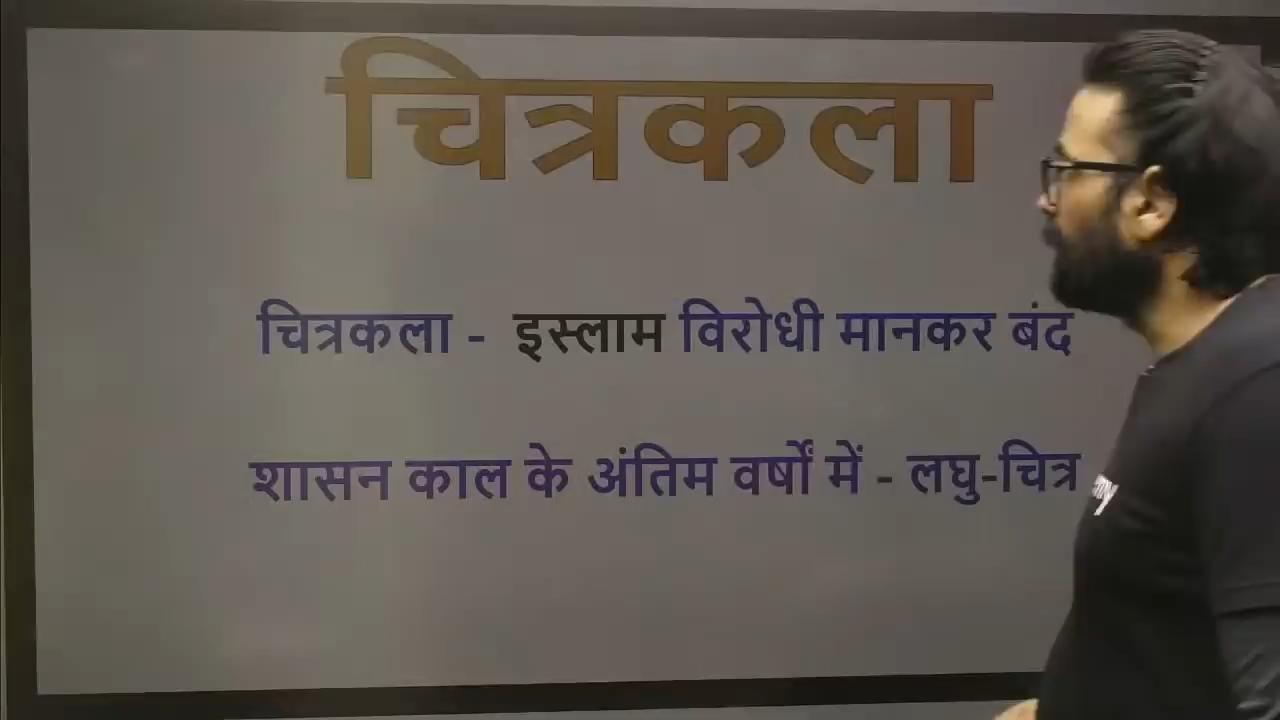 चित्रकला
चित्रकला - इस्लाम विरोधी मानकर बंद
शासन काल के अंतिम वर्षों में - लघु-चित्र